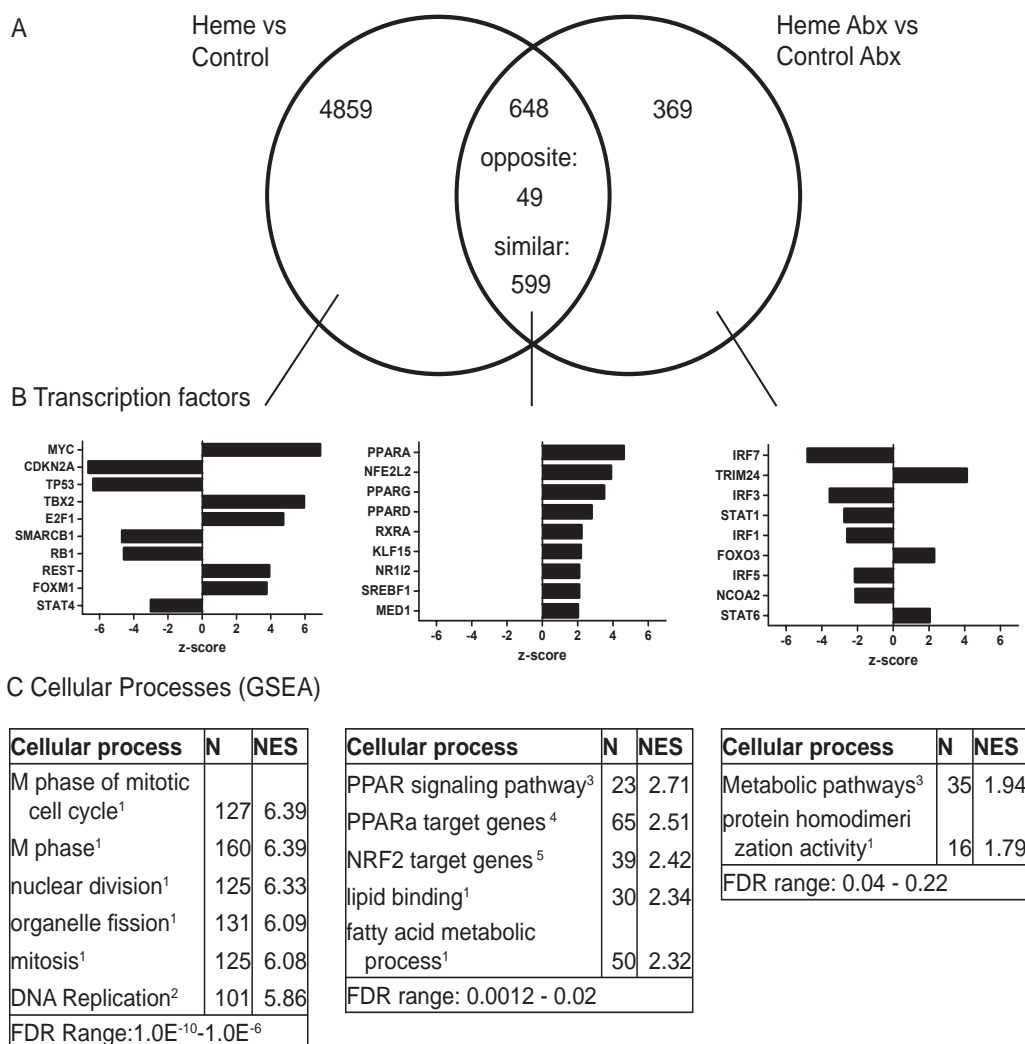 A
Heme vs
Control
Heme Abx vs
Control Abx
4859
648
369
opposite:
49
similar:
599
B Transcription factors
MYC
CDKN2A
TP53
TBX2
E2F1
SMARCB1
RB1
REST
FOXM1
STAT4
-6 -4 -2 0 2 4 6
z-score
PPARA
NFE2L2
PPARG
PPARD
RXRA
KLF15
NR1I2
SREBF1
MED1
-6 -4 -2 0 2 4 6
z-score
IRF7
TRIM24
IRF3
STAT1
IRF1
FOXO3
IRF5
NCOA2
STAT6
-6 -4 -2 0 2 4 6
z-score
C Cellular Processes (GSEA)
Cellular process N NES
M phase of mitotic
cell cycle¹ 127 6.39
M phase¹ 160 6.39
nuclear division¹ 125 6.33
organelle fission¹ 131 6.09
mitosis¹ 125 6.08
DNA Replication² 101 5.86
FDR Range:1.0E⁻¹⁰-1.0E⁻⁶
Cellular process N NES
PPAR signaling pathway³ 23 2.71
PPARa target genes ⁴ 65 2.51
NRF2 target genes ⁵ 39 2.42
lipid binding¹ 30 2.34
fatty acid metabolic
process¹ 50 2.32
FDR range: 0.0012 - 0.02
Cellular process N NES
Metabolic pathways³ 35 1.94
protein homodimeri
zation activity¹ 16 1.79
FDR range: 0.04 - 0.22